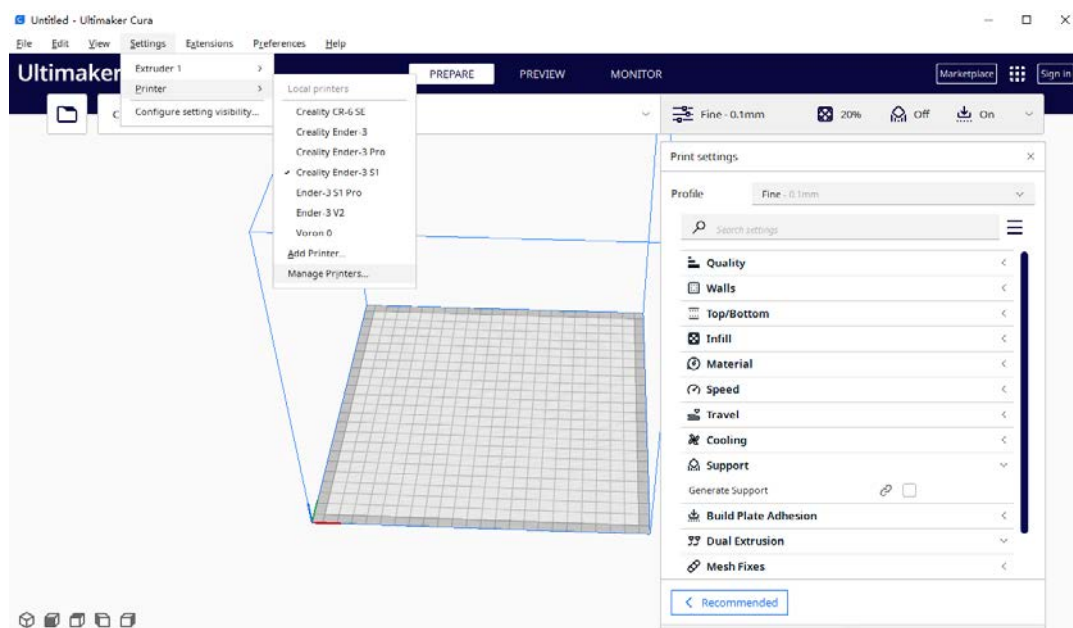 Untitled - Ultimaker Cura
File Edit View Settings Extensions Preferences Help
Ultimaker PREPARE PREVIEW MONITOR Marketplace Sign in
Extruder 1
Printer
Configure setting visibility...
Local printers
Creality CR-6 SE
Creality Ender-3
Creality Ender-3 Pro
Creality Ender-3 S1
Ender-3 S1 Pro
Ender-3 V2
Voron 0
Add Printer...
Manage Printers...
C
Fine - 0.1mm 20% Off On
Print settings
Profile Fine - 0.1mm
Search settings
Quality
Walls
Top/Bottom
Infill
Material
Speed
Travel
Cooling
Support
Generate Support
Build Plate Adhesion
Dual Extrusion
Mesh Fixes
Recommended